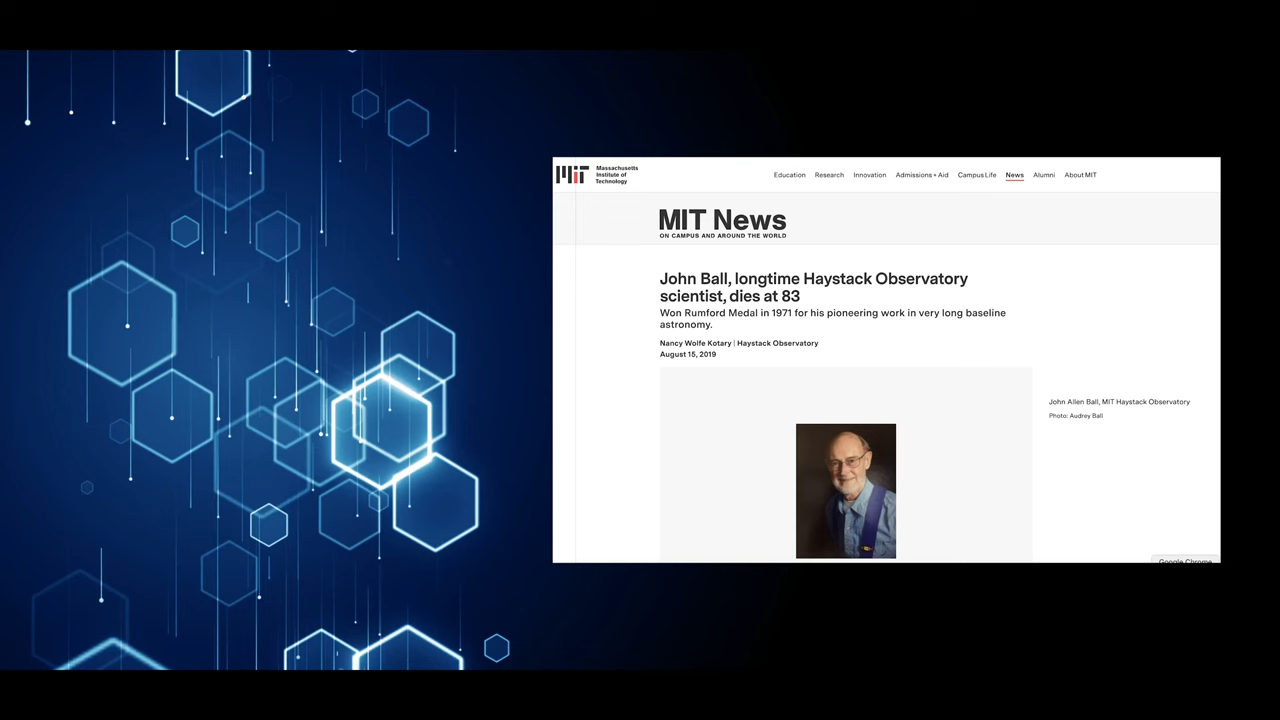 Massachusetts
Institute of
Technology
Education Research Innovation Admissions + Aid Campus Life News Alumni About MIT
MIT News
ON CAMPUS AND AROUND THE WORLD
John Ball, longtime Haystack Observatory
scientist, dies at 83
Won Rumford Medal in 1971 for his pioneering work in very long baseline
astronomy.
Nancy Wolfe Kotary | Haystack Observatory
August 15, 2019
John Allen Ball, MIT Haystack Observatory
Photo: Audrey Ball
Google Chrome